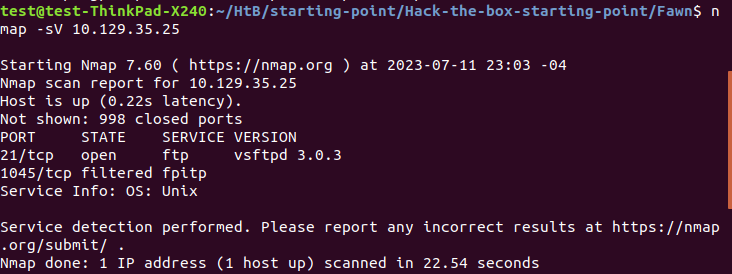 test@test-ThinkPad-X240:~/HtB/starting-point/Hack-the-box-starting-point/Fawn$ n
map -sV 10.129.35.25
Starting Nmap 7.60 ( https://nmap.org ) at 2023-07-11 23:03 -04
Nmap scan report for 10.129.35.25
Host is up (0.22s latency).
Not shown: 998 closed ports
PORT     STATE    SERVICE VERSION
21/tcp   open     ftp     vsftpd 3.0.3
1045/tcp filtered fpitp
Service Info: OS: Unix
Service detection performed. Please report any incorrect results at https://nmap
.org/submit/ .
Nmap done: 1 IP address (1 host up) scanned in 22.54 seconds